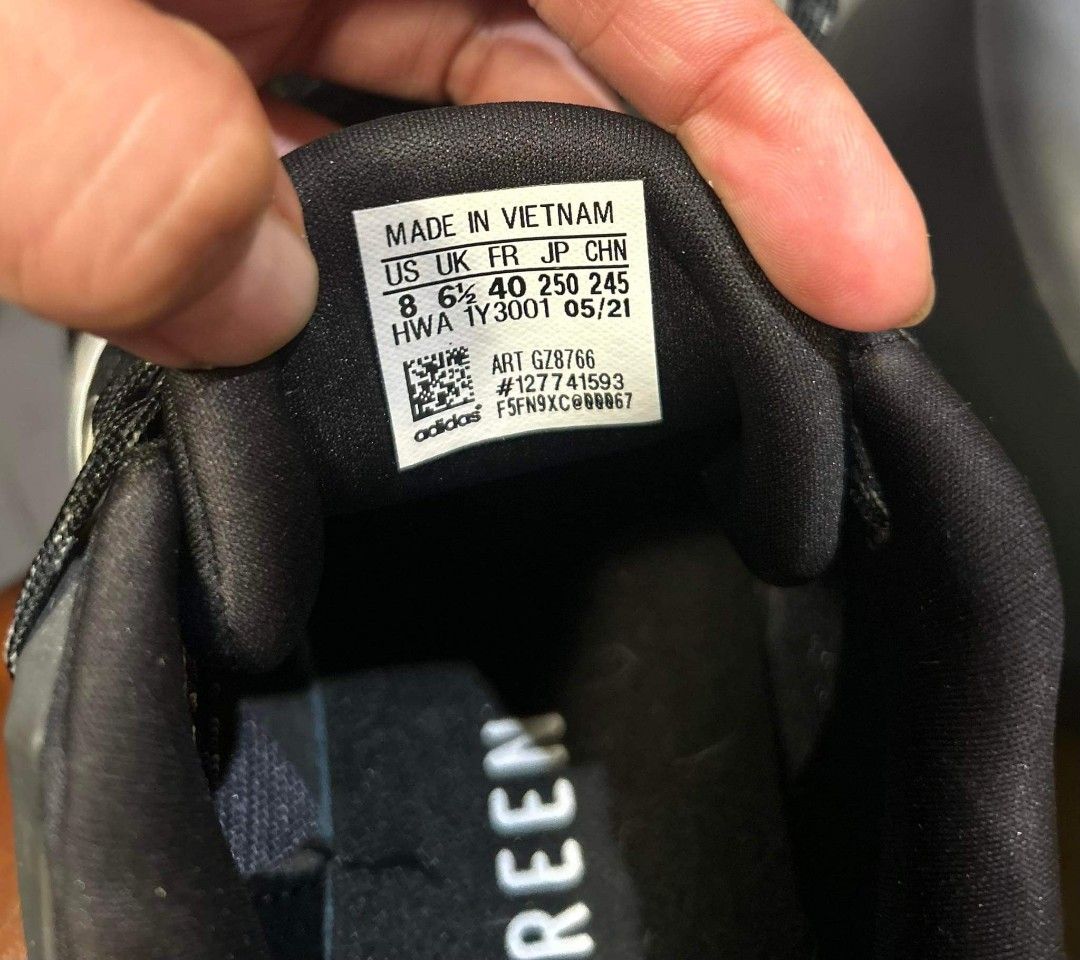 MADE IN VIETNAM
US UK FR JP CHN
8 6½ 40 250 245
HWA 1Y3001 05/21
ART GZ8766
#127741593
F5FN9XC@00067
adidas
REEN